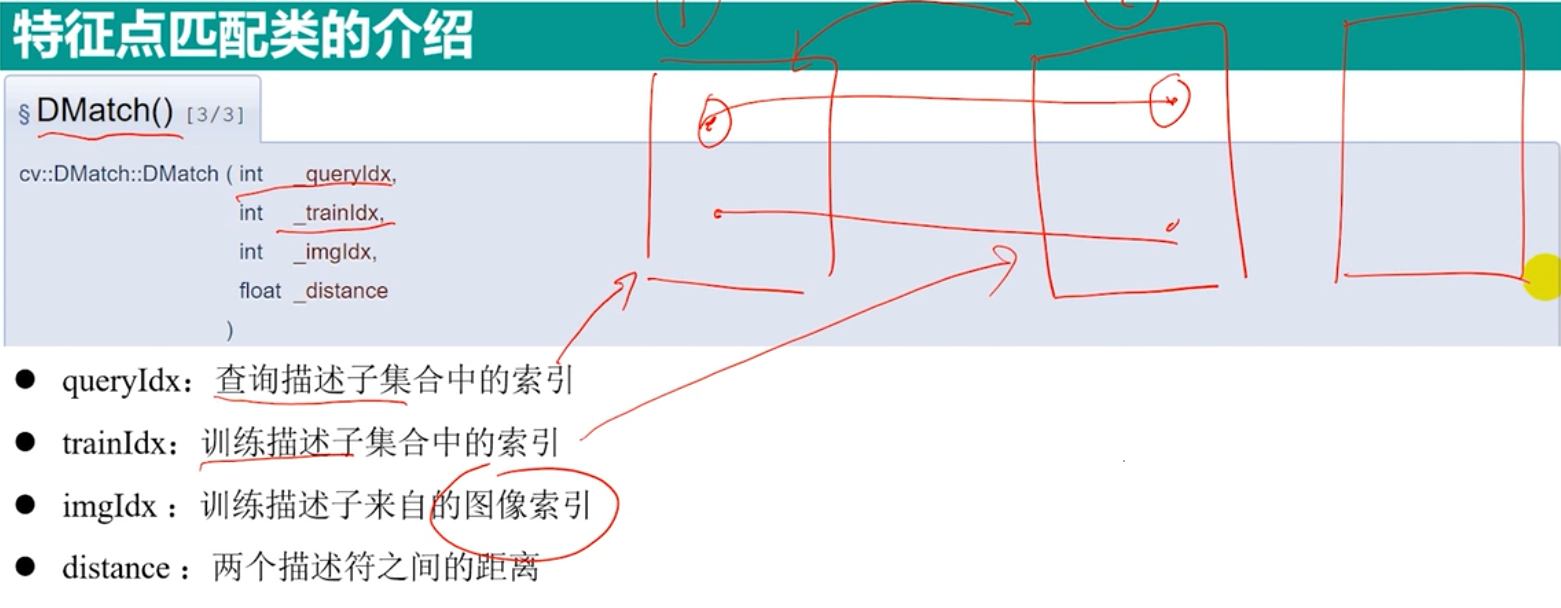 特征点匹配类的介绍
§ DMatch() [3/3]
cv::DMatch::DMatch ( int _queryIdx,
int _trainIdx,
int _imgIdx,
float _distance
)
● queryIdx：查询描述子集合中的索引
● trainIdx：训练描述子集合中的索引
● imgIdx ：训练描述子来自的图像索引
● distance ：两个描述符之间的距离